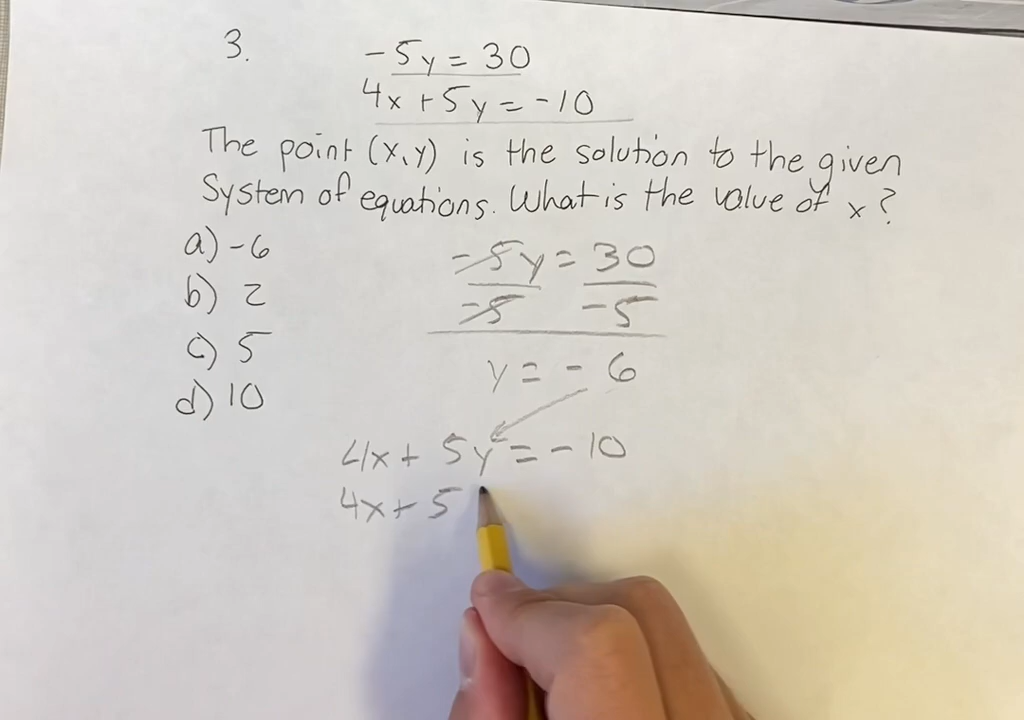 3.
-5y = 30
4x + 5y = -10
The point (x,y) is the solution to the given
System of equations. What is the value of x?
a) -6
b) 2
c) 5
d) 10
-5y = 30
-5 -5
y = - 6
4x + 5y = - 10
4x + 5